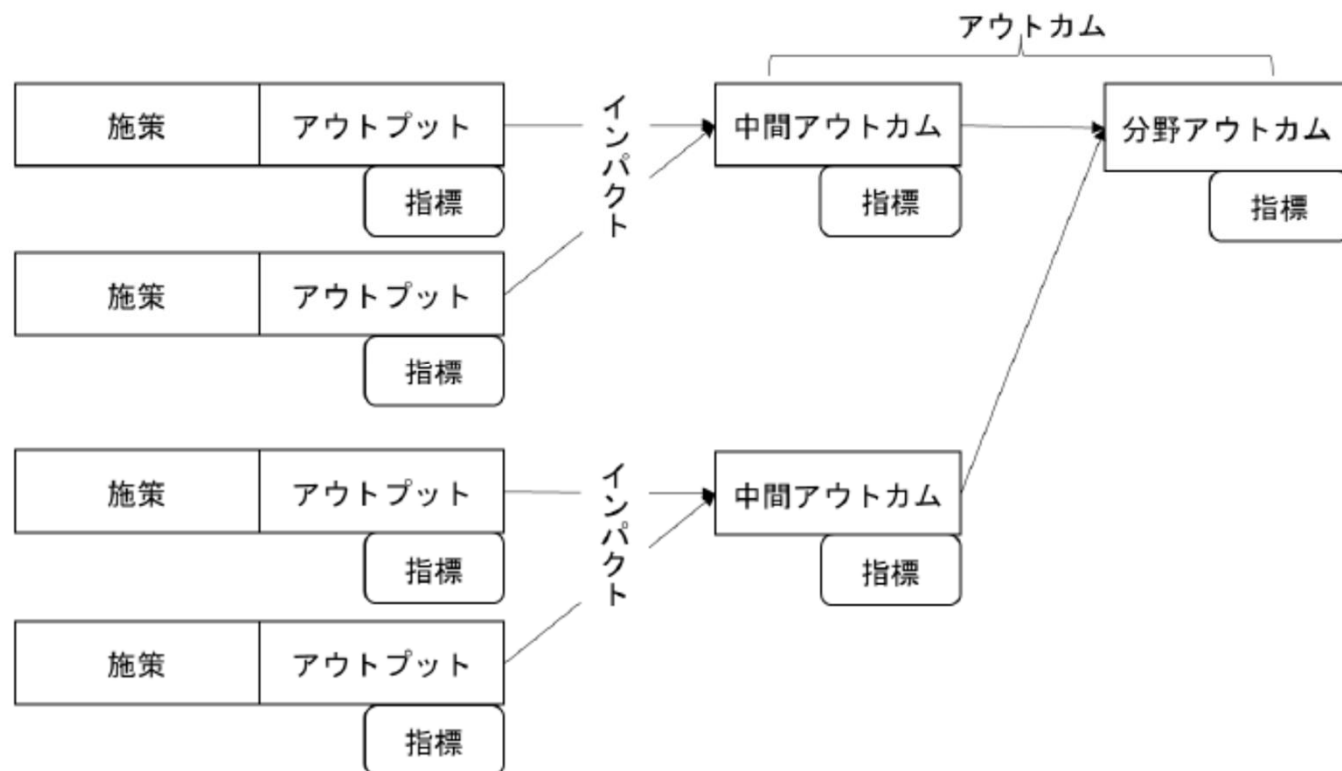 アウトカム
施策
アウトプット
指標
インパクト
中間アウトカム
指標
分野アウトカム
指標
施策
アウトプット
指標
施策
アウトプット
指標
インパクト
中間アウトカム
指標
施策
アウトプット
指標